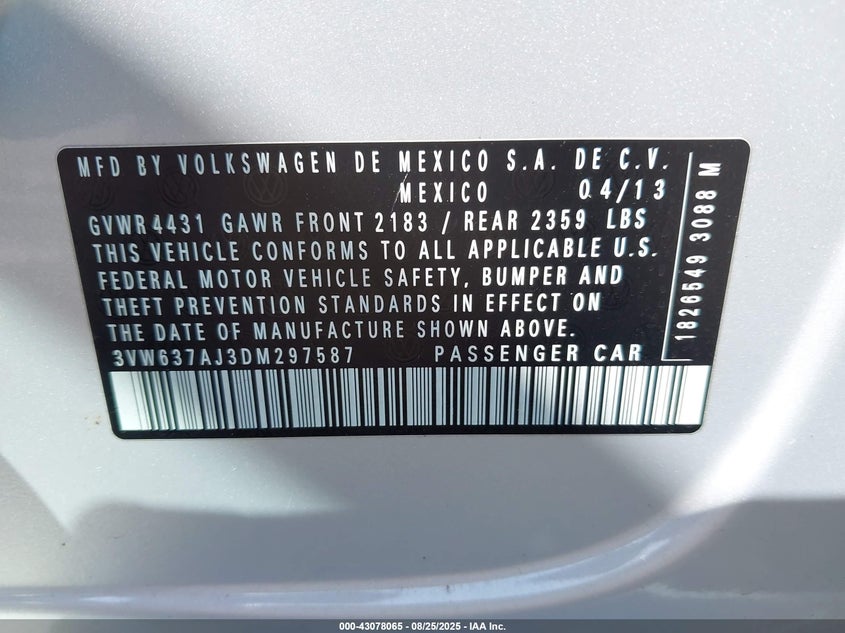 MFD BY VOLKSWAGEN DE MEXICO S.A. DE C.V.
MEXICO 04/13
GVWR 4431 GAWR FRONT 2183 / REAR 2359 LBS
THIS VEHICLE CONFORMS TO ALL APPLICABLE U.S.
FEDERAL MOTOR VEHICLE SAFETY, BUMPER AND
THEFT PREVENTION STANDARDS IN EFFECT ON
THE DATE OF MANUFACTURE SHOWN ABOVE.
3VW637AJ3DM297587 PASSENGER CAR
1826549 3088 M
000-43078065 - 08/25/2025 - IAA Inc.